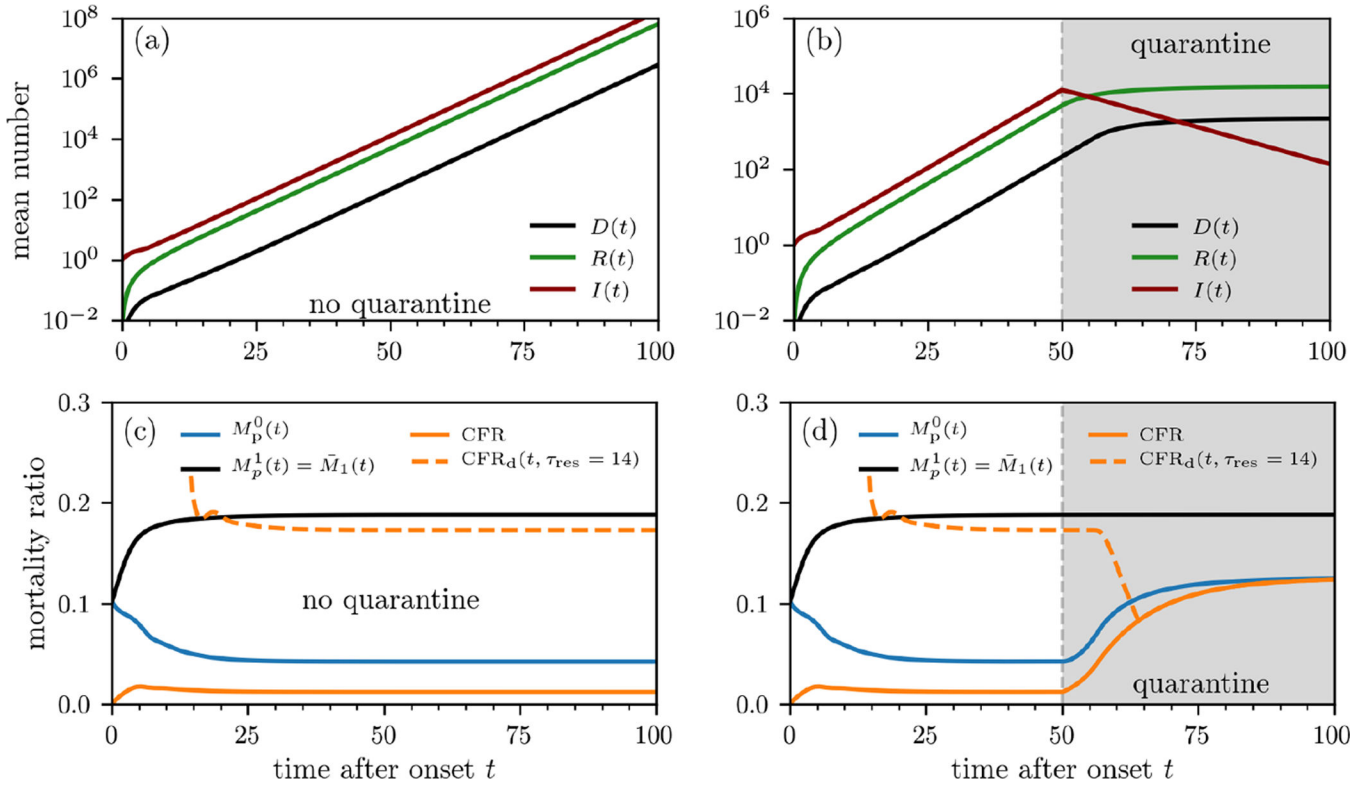 (a)
10^8
10^6
10^4
10^2
10^0
10^-2
mean number
D(t)
R(t)
I(t)
no quarantine
0 25 50 75 100
(b)
quarantine
10^6
10^4
10^2
10^0
10^-2
D(t)
R(t)
I(t)
0 25 50 75 100
(c)
0.3
0.2
0.1
0.0
mortality ratio
M_p^0(t)
M_p^1(t) = M̄_1(t)
CFR
CFR_d(t, τ_res = 14)
no quarantine
0 25 50 75 100
time after onset t
(d)
0.3
0.2
0.1
0.0
M_p^0(t)
M_p^1(t) = M̄_1(t)
CFR
CFR_d(t, τ_res = 14)
quarantine
0 25 50 75 100
time after onset t